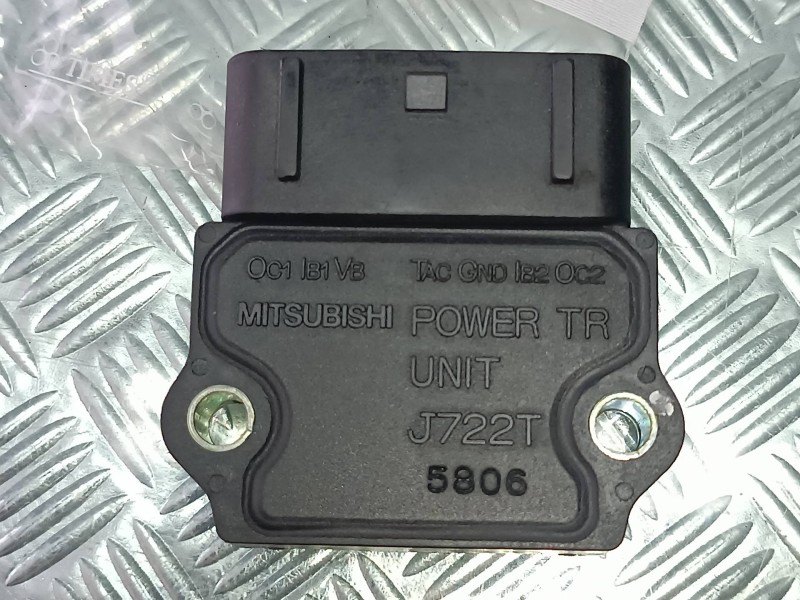 OC1 IB1 VB TAC GND IB2 OC2
MITSUBISHI POWER TR
UNIT
J722T
5806